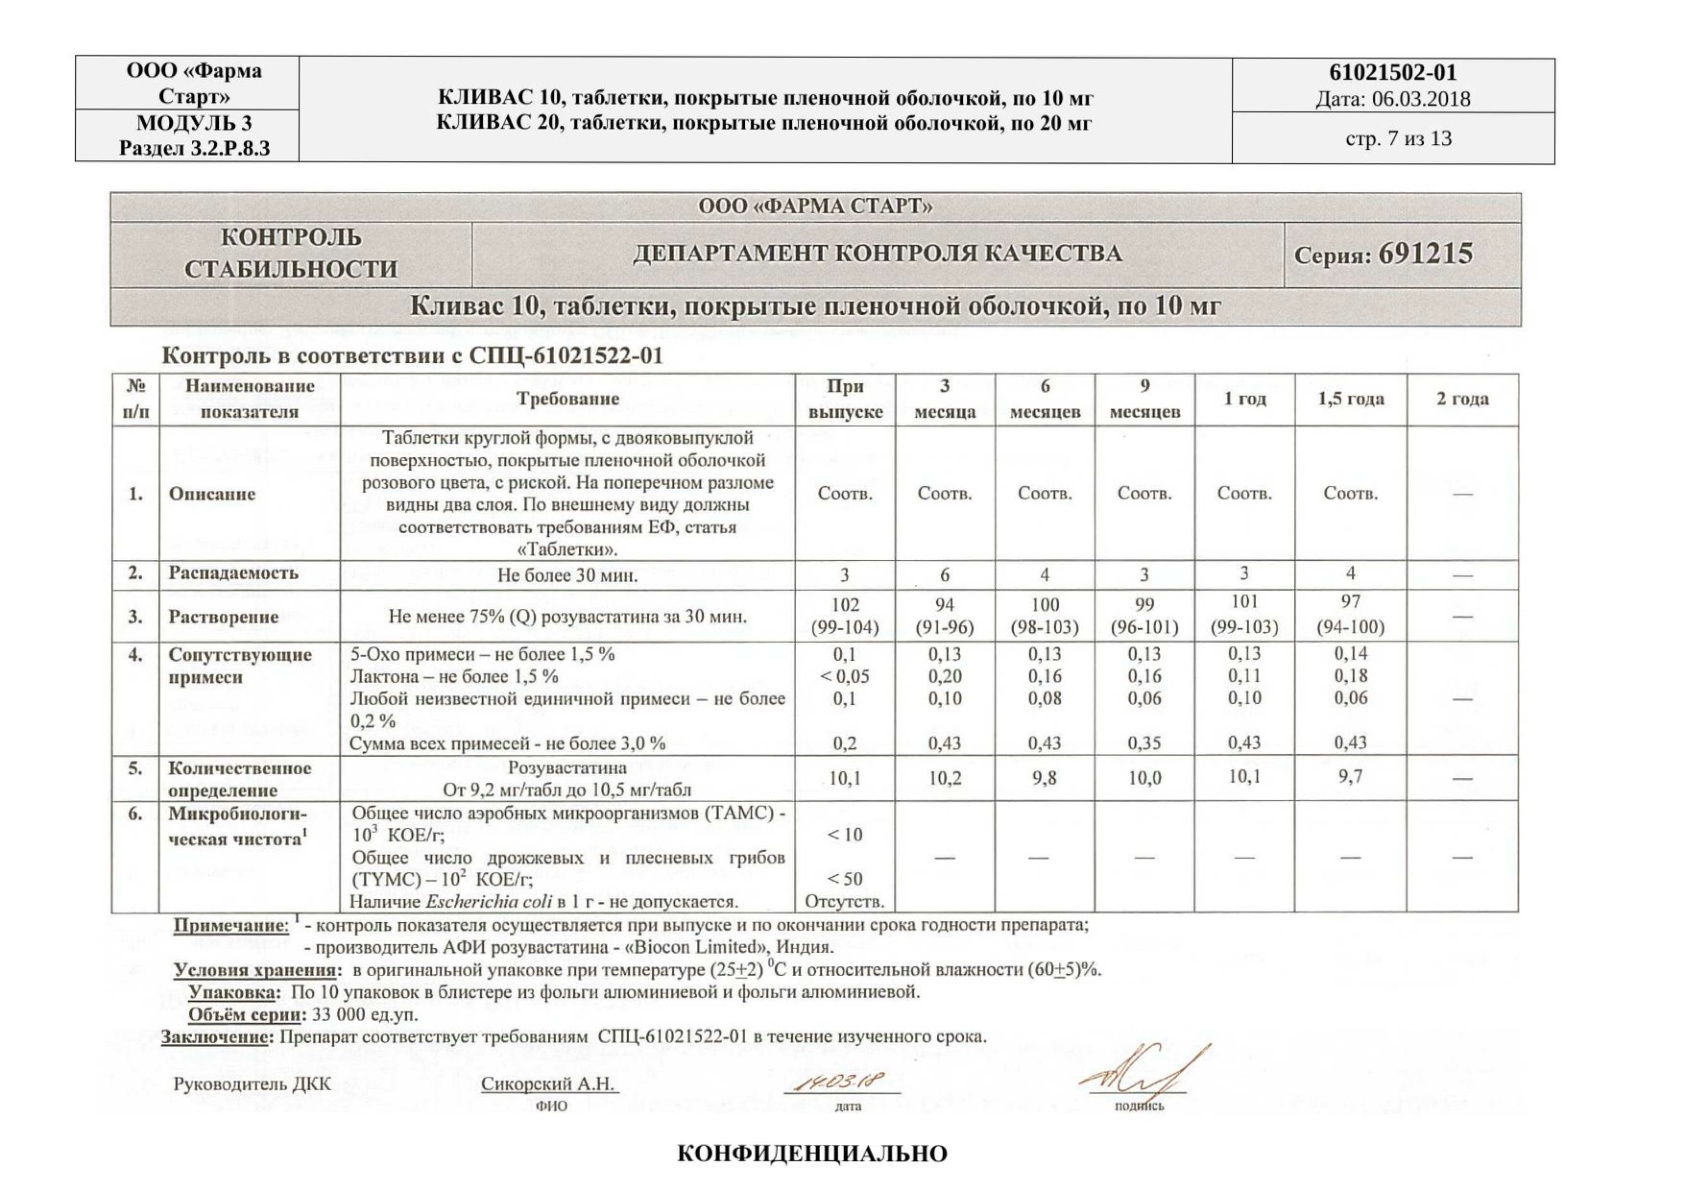 ООО «Фарма
Старт»
МОДУЛЬ 3
Раздел 3.2.Р.8.3
КЛИВАС 10, таблетки, покрытые пленочной оболочкой, по 10 мг
КЛИВАС 20, таблетки, покрытые пленочной оболочкой, по 20 мг
61021502-01
Дата: 06.03.2018
стр. 7 из 13
ООО «ФАРМА СТАРТ»
КОНТРОЛЬ
СТАБИЛЬНОСТИ
ДЕПАРТАМЕНТ КОНТРОЛЯ КАЧЕСТВА
Серия: 691215
Кливас 10, таблетки, покрытые пленочной оболочкой, по 10 мг
Контроль в соответствии с СПЦ-61021522-01
№ п/п Наименование показателя Требование При выпуске 3 месяца 6 месяцев 9 месяцев 1 год 1,5 года 2 года
Таблетки круглой формы, с двояковыпуклой
поверхностью, покрытые пленочной оболочкой
розового цвета, с риской. На поперечном разломе
1. Описание видны два слоя. По внешнему виду должны Соотв. Соотв. Соотв. Соотв. Соотв. Соотв. —
соответствовать требованиям ЕФ, статья
«Таблетки».
2. Распадаемость Не более 30 мин. 3 6 4 3 3 4 —
3. Растворение Не менее 75% (Q) розувастатина за 30 мин. 102 94 100 99 101 97 —
(99-104) (91-96) (98-103) (96-101) (99-103) (94-100)
4. Сопутствующие 5-Охо примеси – не более 1,5 % 0,1 0,13 0,13 0,13 0,13 0,14
примеси Лактона – не более 1,5 % < 0,05 0,20 0,16 0,16 0,11 0,18
Любой неизвестной единичной примеси – не более 0,1 0,10 0,08 0,06 0,10 0,06 —
0,2 %
Сумма всех примесей - не более 3,0 % 0,2 0,43 0,43 0,35 0,43 0,43
5. Количественное Розувастатина
определение От 9,2 мг/табл до 10,5 мг/табл 10,1 10,2 9,8 10,0 10,1 9,7 —
6. Микробиологи- Общее число аэробных микроорганизмов (ТАМС) -
ческая чистота¹ 10³ КОЕ/г; < 10
Общее число дрожжевых и плесневых грибов — — — — — —
(TYMC) – 10² КОЕ/г; < 50
Наличие Escherichia coli в 1 г - не допускается. Отсутств.
Примечание: ¹ - контроль показателя осуществляется при выпуске и по окончании срока годности препарата;
- производитель АФИ розувастатина - «Biocon Limited», Индия.
Условия хранения: в оригинальной упаковке при температуре (25±2) ⁰С и относительной влажности (60±5)%.
Упаковка: По 10 упаковок в блистере из фольги алюминиевой и фольги алюминиевой.
Объём серии: 33 000 ед.уп.
Заключение: Препарат соответствует требованиям СПЦ-61021522-01 в течение изученного срока.
Руководитель ДКК Сикорский А.Н. 14.03.18
ФИО дата подпись
КОНФИДЕНЦИАЛЬНО